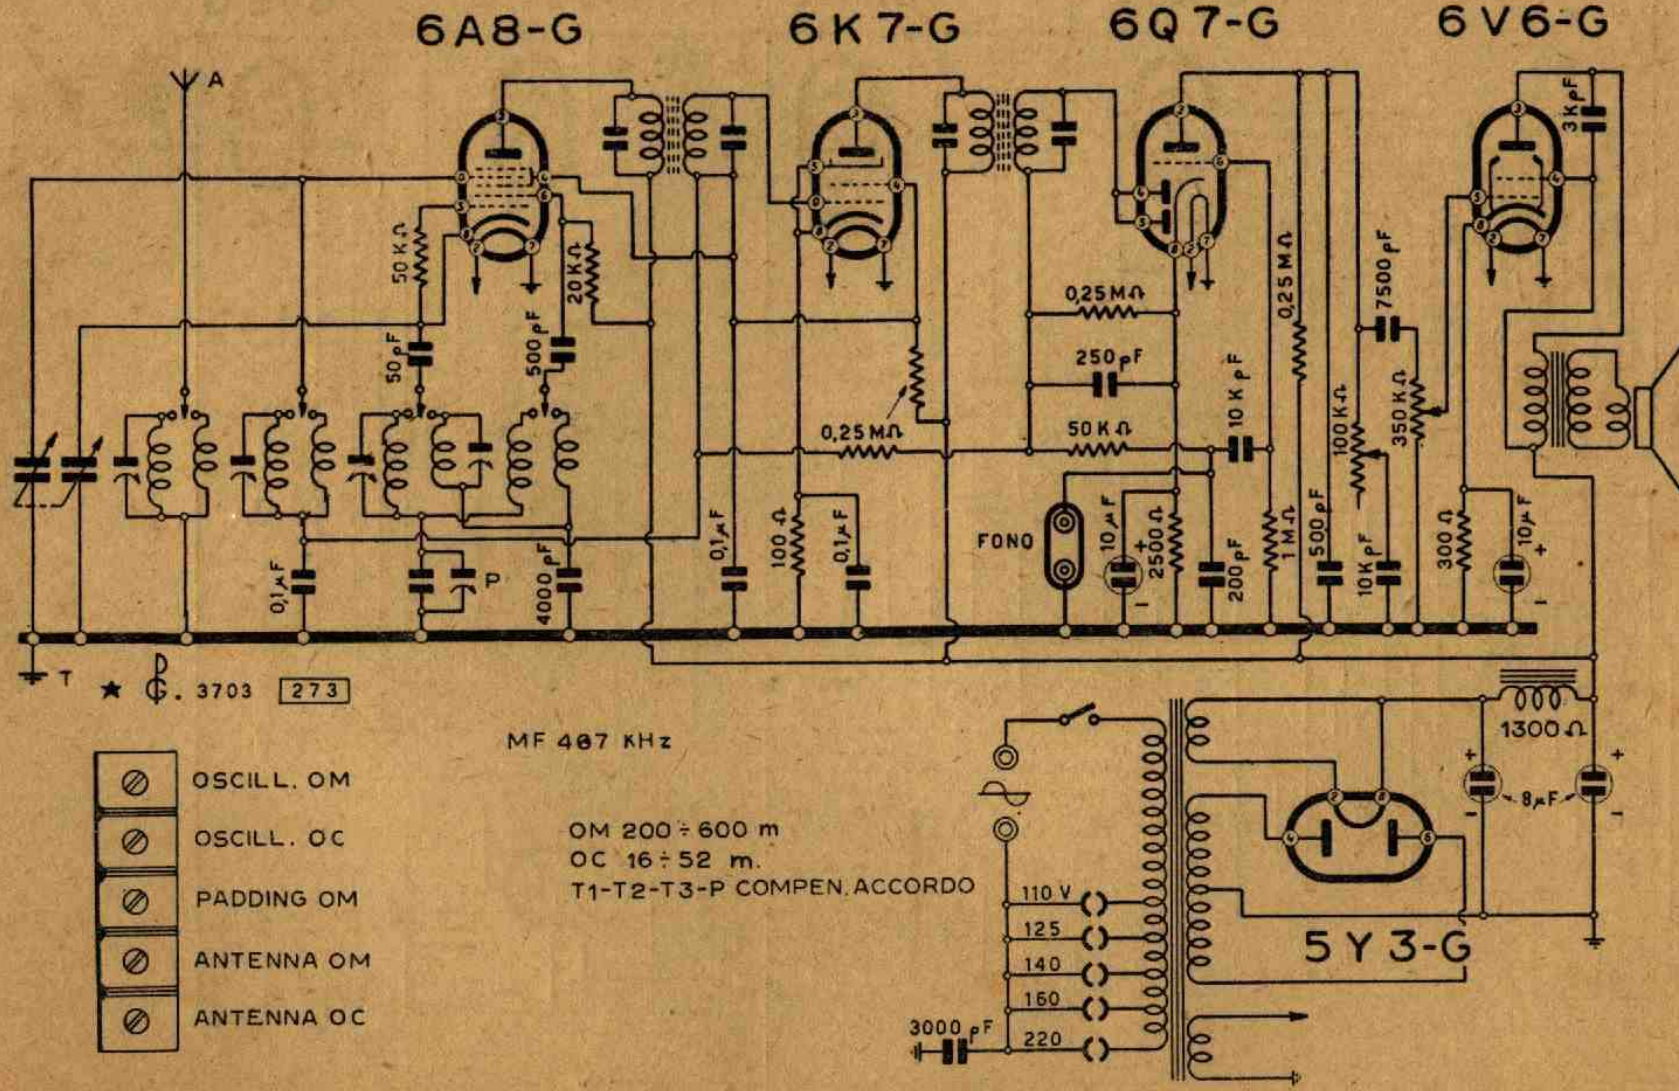 6A8-G
6K7-G
6Q7-G
6V6-G
A
3KpF
50KΩ
20KΩ
50pF
500pF
0,25MΩ
0,25MΩ
7500pF
250pF
10KpF
100KΩ
350KΩ
0,25MΩ
50KΩ
FONO
0,1µF
4000pF
P
0,1µF
100Ω
0,1µF
10µF
+
-
2500Ω
200pF
1MΩ
500pF
10KpF
300Ω
10µF
+
-
T
★ G. 3703 273
MF 467 KHz
1300Ω
+
-
8µF
+
-
OSCILL. OM
OSCILL. OC
PADDING OM
ANTENNA OM
ANTENNA OC
OM 200÷600 m
OC 16÷52 m.
T1-T2-T3-P COMPEN. ACCORDO
110 V
125
140
160
220
3000pF
5Y3-G